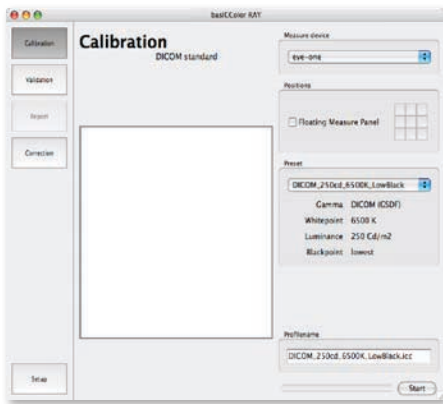 basICColor RAY
Calibration
Validation
Report
Correction
Setup
Calibration
DICOM standard
Measure device
eye-one
Positions
Floating Measure Panel
Preset
DICOM_250cd_6500K_LowBlack
Gamma DICOM (GSDF)
Whitepoint 6500 K
Luminance 250 Cd/m2
Blackpoint lowest
Profilename
DICOM_250cd_6500K_LowBlack.icc
Start